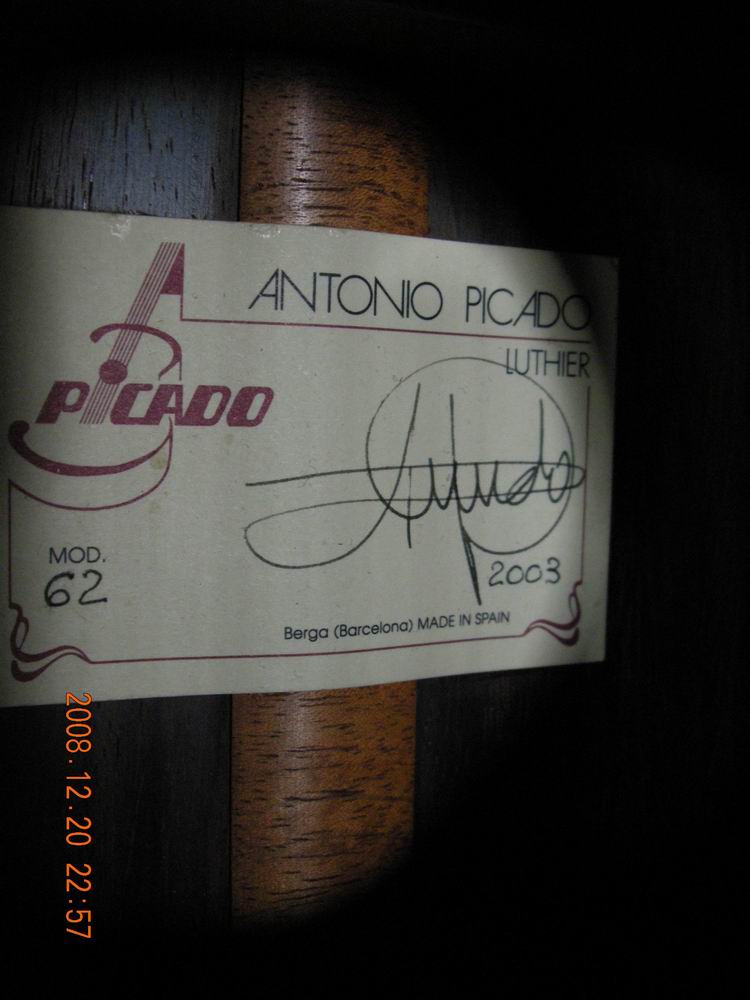 ANTONIO PICADO
LUTHIER
PICADO
MOD.
62
2003
Berga (Barcelona) MADE IN SPAIN
2008.12.20 22:57